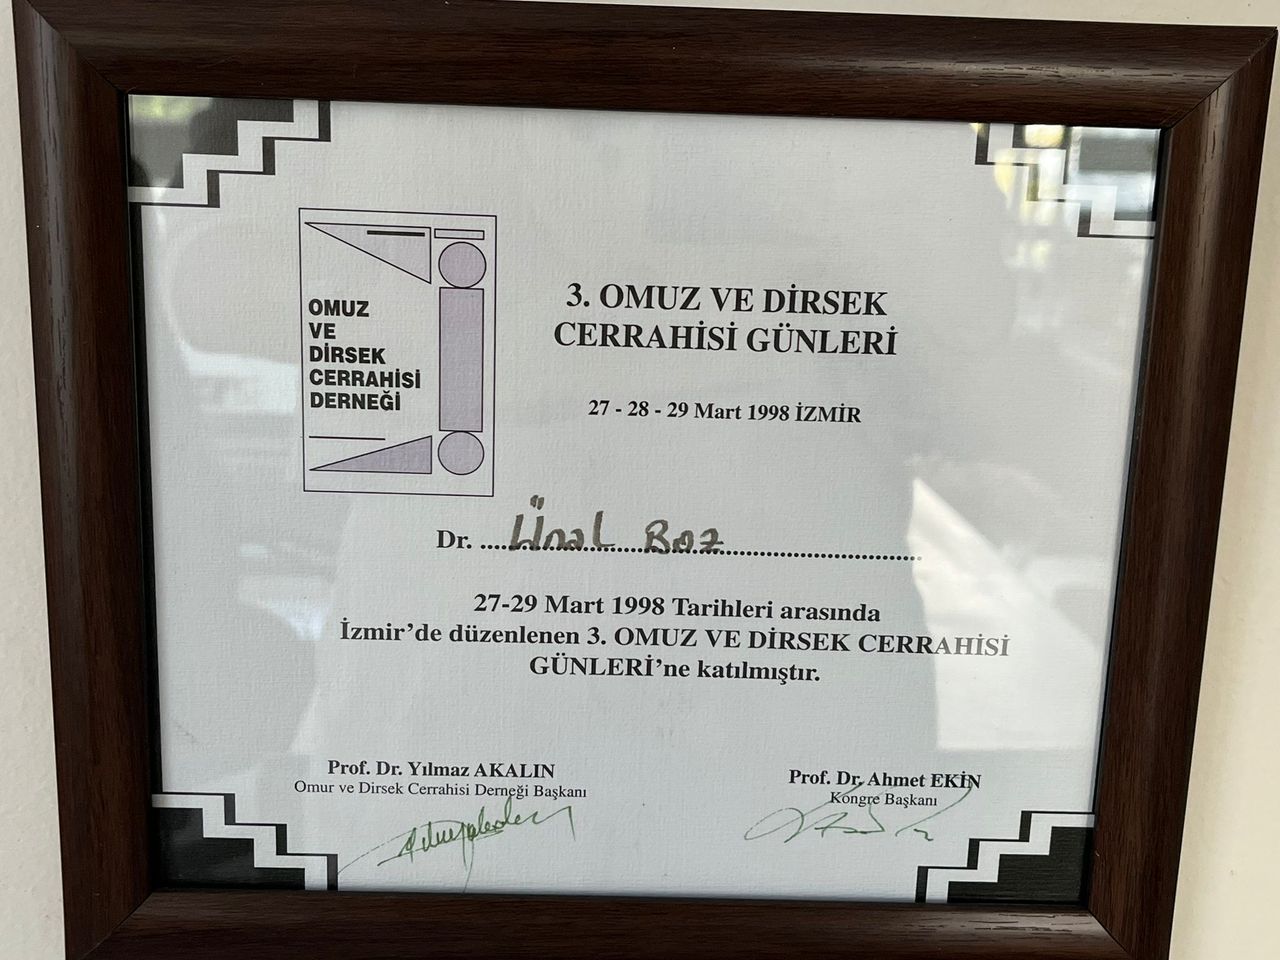 OMUZ
VE
DİRSEK
CERRAHİSİ
DERNEĞİ
3. OMUZ VE DİRSEK
CERRAHİSİ GÜNLERİ
27 - 28 - 29 Mart 1998 İZMİR
Dr. Ünal Boz
27-29 Mart 1998 Tarihleri arasında
İzmir’de düzenlenen 3. OMUZ VE DİRSEK CERRAHİSİ
GÜNLERİ’ne katılmıştır.
Prof. Dr. Yılmaz AKALIN
Omur ve Dirsek Cerrahisi Derneği Başkanı
Prof. Dr. Ahmet EKİN
Kongre Başkanı